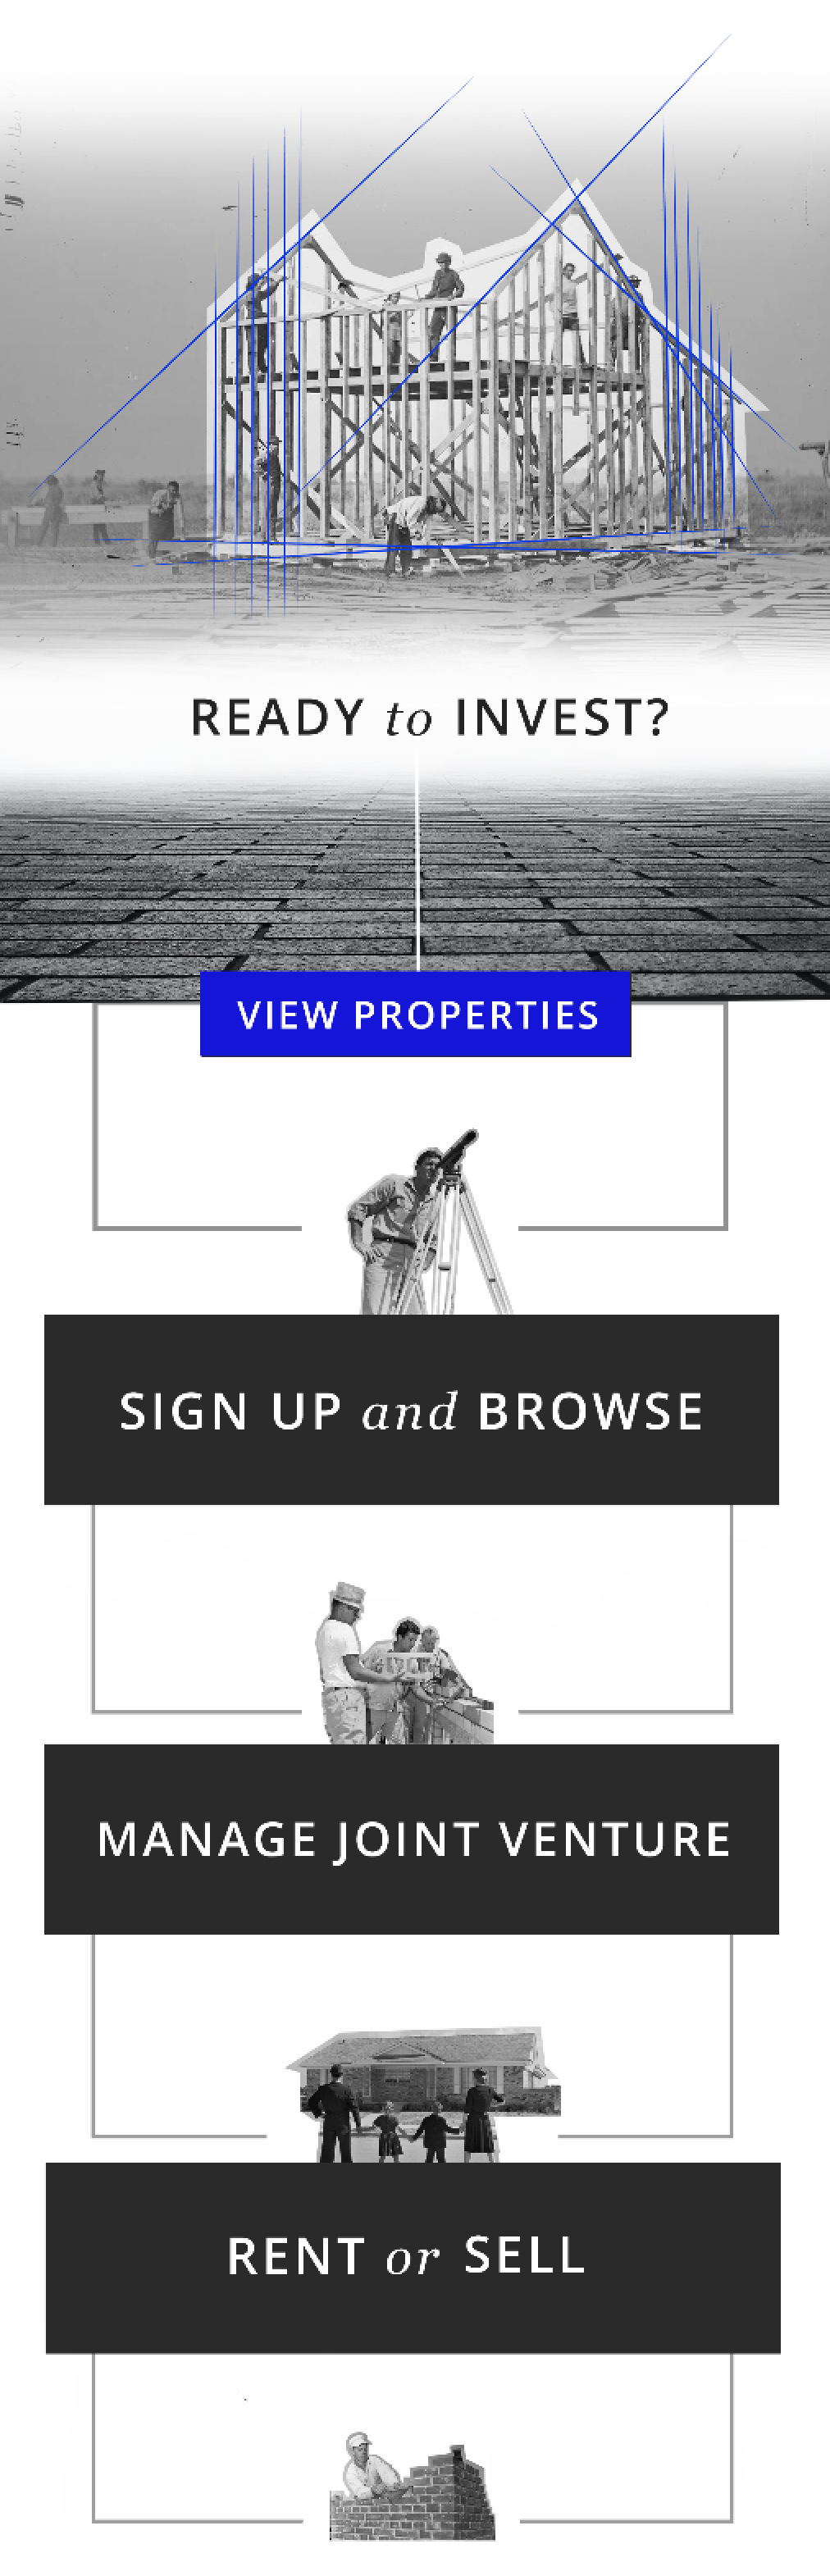 READY to INVEST?
VIEW PROPERTIES
SIGN UP and BROWSE
MANAGE JOINT VENTURE
RENT or SELL